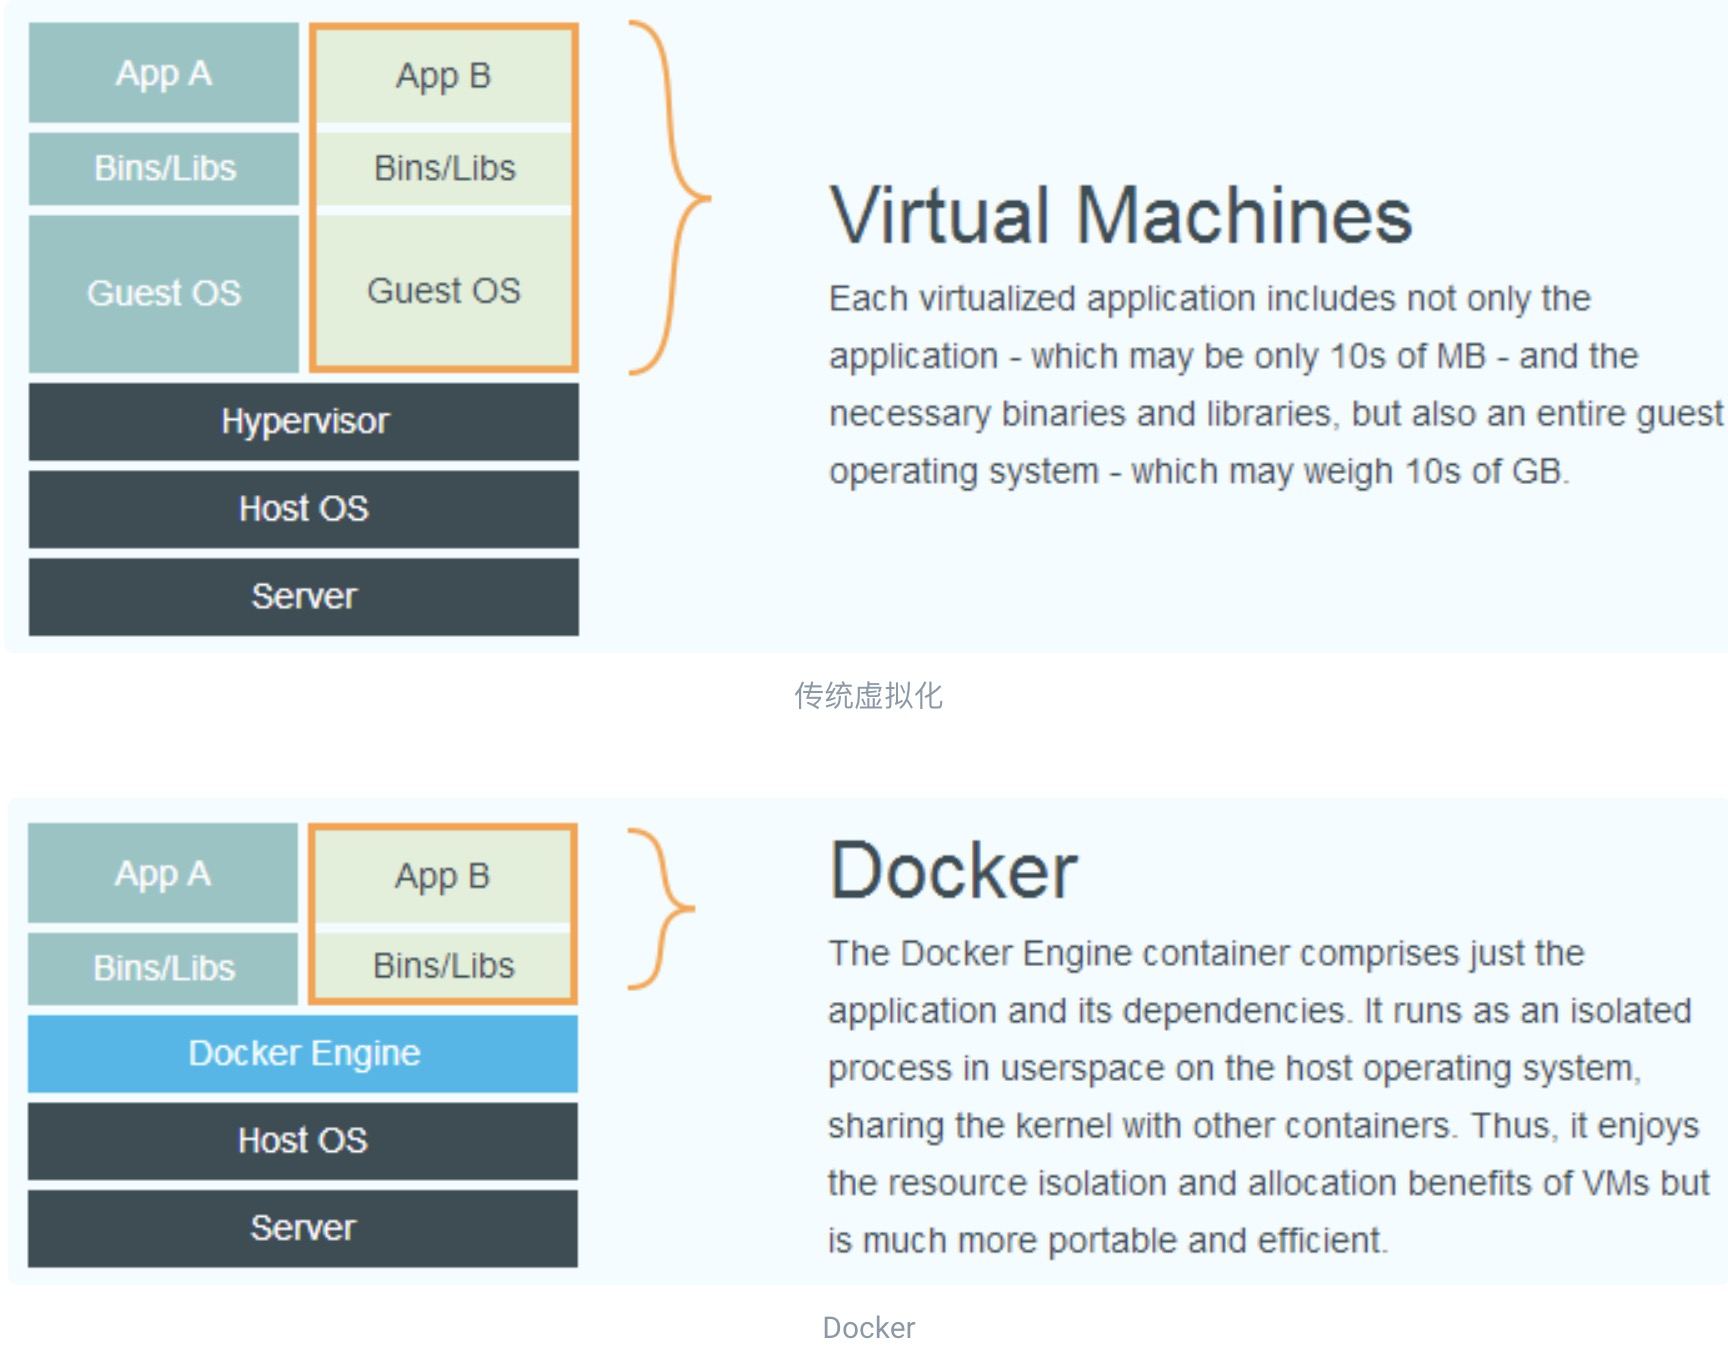 App A
App B
Bins/Libs
Bins/Libs
Guest OS
Guest OS
Hypervisor
Host OS
Server
Virtual Machines
Each virtualized application includes not only the
application - which may be only 10s of MB - and the
necessary binaries and libraries, but also an entire guest
operating system - which may weigh 10s of GB.
传统虚拟化
App A
App B
Bins/Libs
Bins/Libs
Docker Engine
Host OS
Server
Docker
The Docker Engine container comprises just the
application and its dependencies. It runs as an isolated
process in userspace on the host operating system,
sharing the kernel with other containers. Thus, it enjoys
the resource isolation and allocation benefits of VMs but
is much more portable and efficient.
Docker